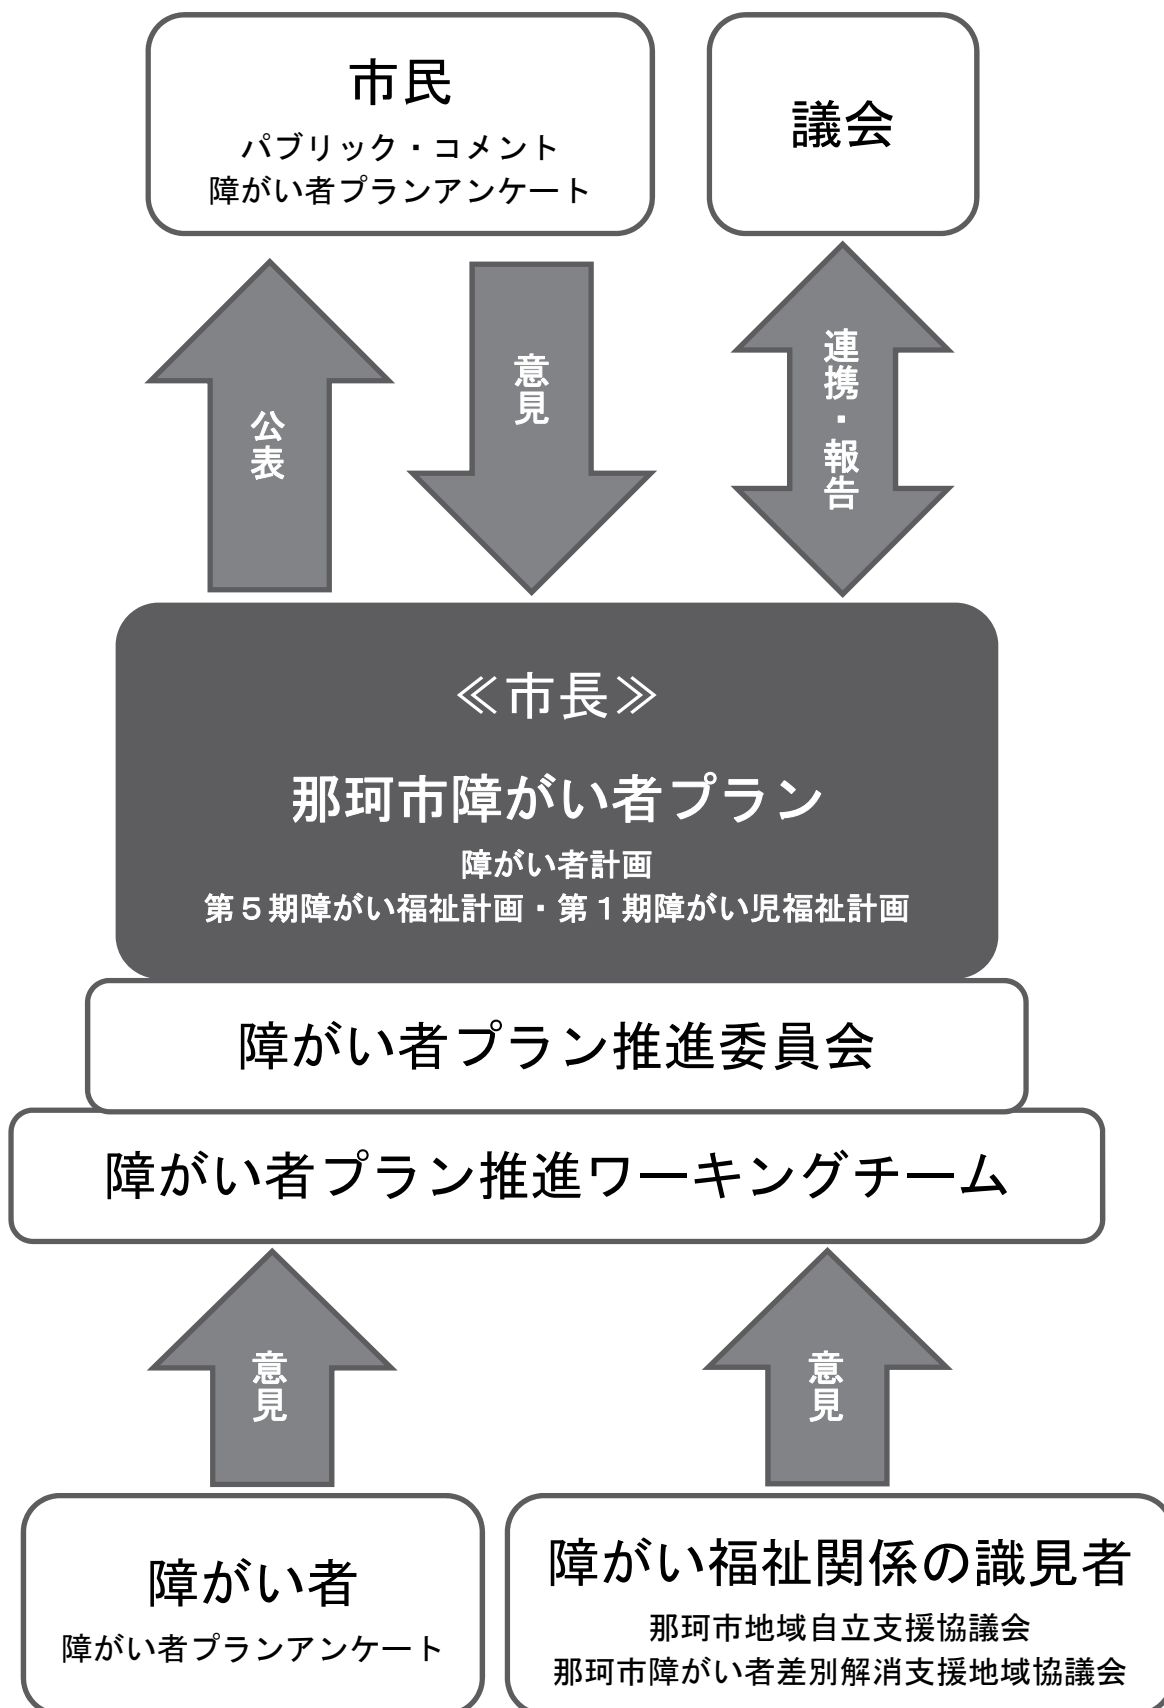 市民
パブリック・コメント
障がい者プランアンケート
議会
公表
意見
連携・報告
≪市長≫
那珂市障がい者プラン
障がい者計画
第５期障がい福祉計画・第１期障がい児福祉計画
障がい者プラン推進委員会
障がい者プラン推進ワーキングチーム
意見
意見
障がい者
障がい者プランアンケート
障がい福祉関係の識見者
那珂市地域自立支援協議会
那珂市障がい者差別解消支援地域協議会